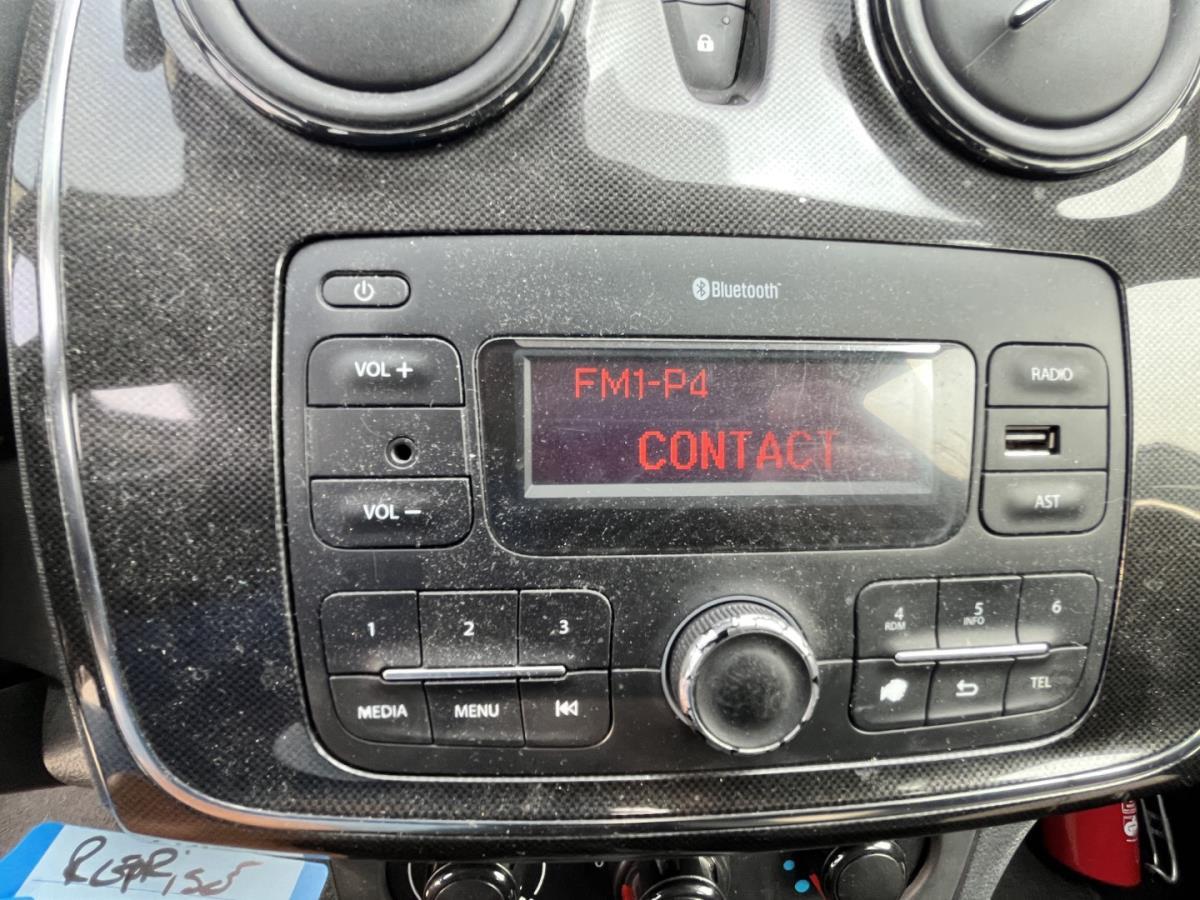 Bluetooth
VOL +
FM1-P4
CONTACT
RADIO
VOL –
AST
1
2
3
4
RDM
5
INFO
6
MEDIA
MENU
TEL